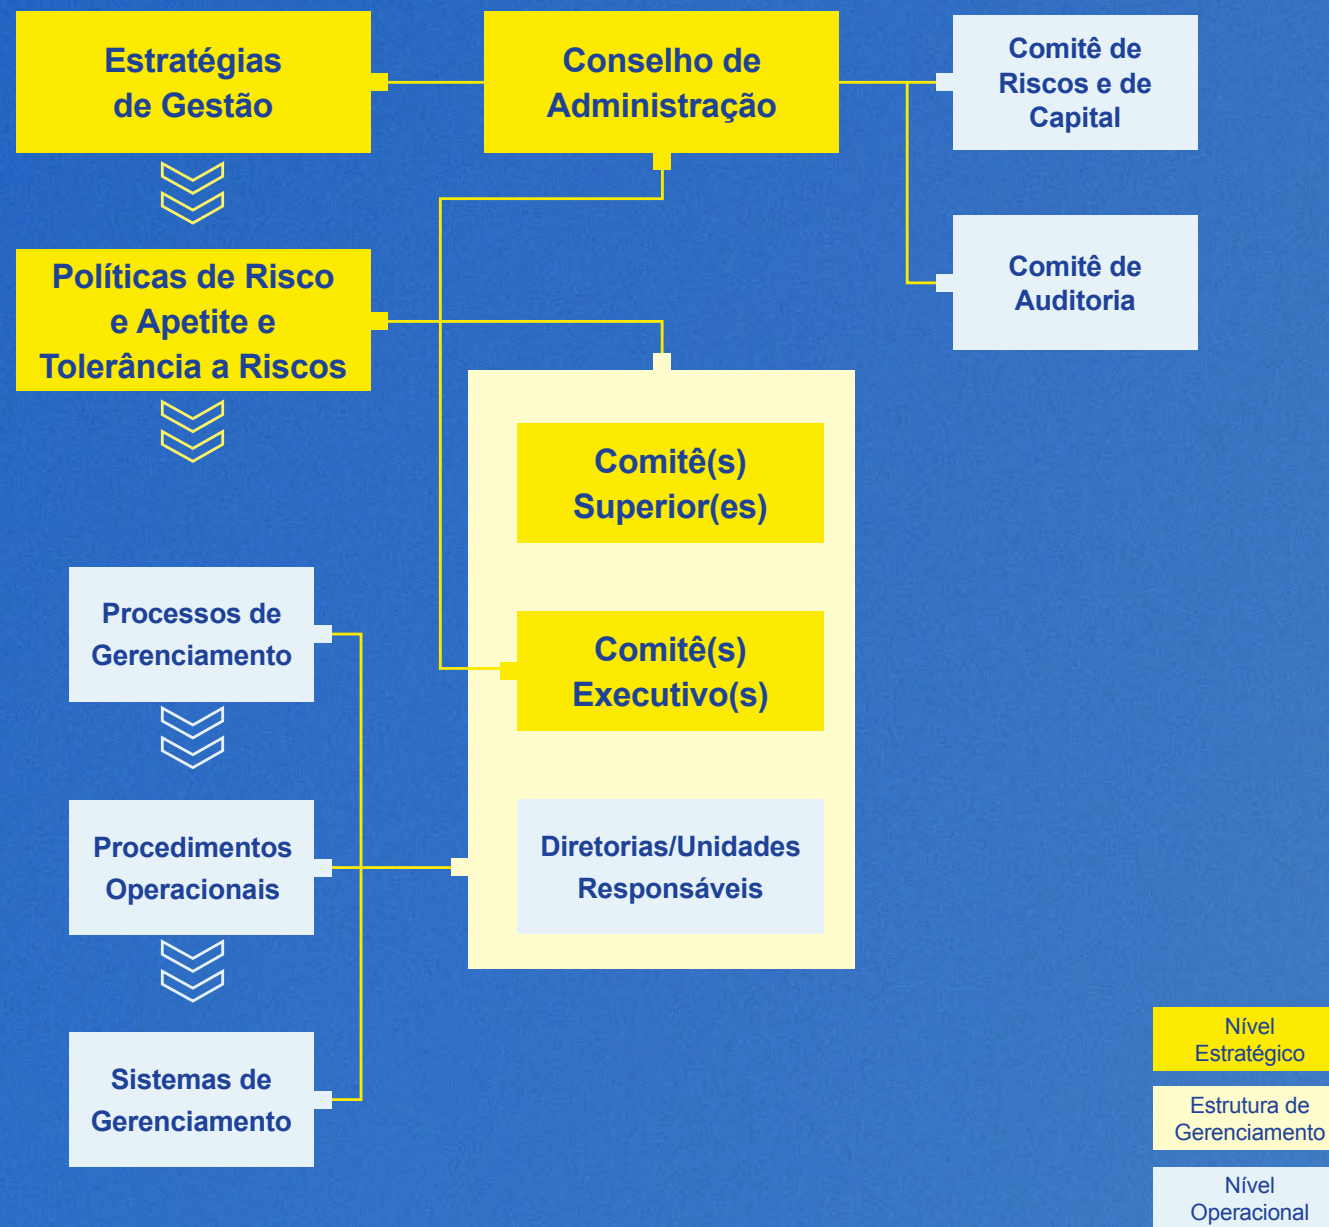 Estratégias
de Gestão
Conselho de
Administração
Comitê de
Riscos e de
Capital
Políticas de Risco
e Apetite e
Tolerância a Riscos
Comitê de
Auditoria
Comitê(s)
Superior(es)
Comitê(s)
Executivo(s)
Diretorias/Unidades
Responsáveis
Processos de
Gerenciamento
Procedimentos
Operacionais
Sistemas de
Gerenciamento
Nível
Estratégico
Estrutura de
Gerenciamento
Nível
Operacional